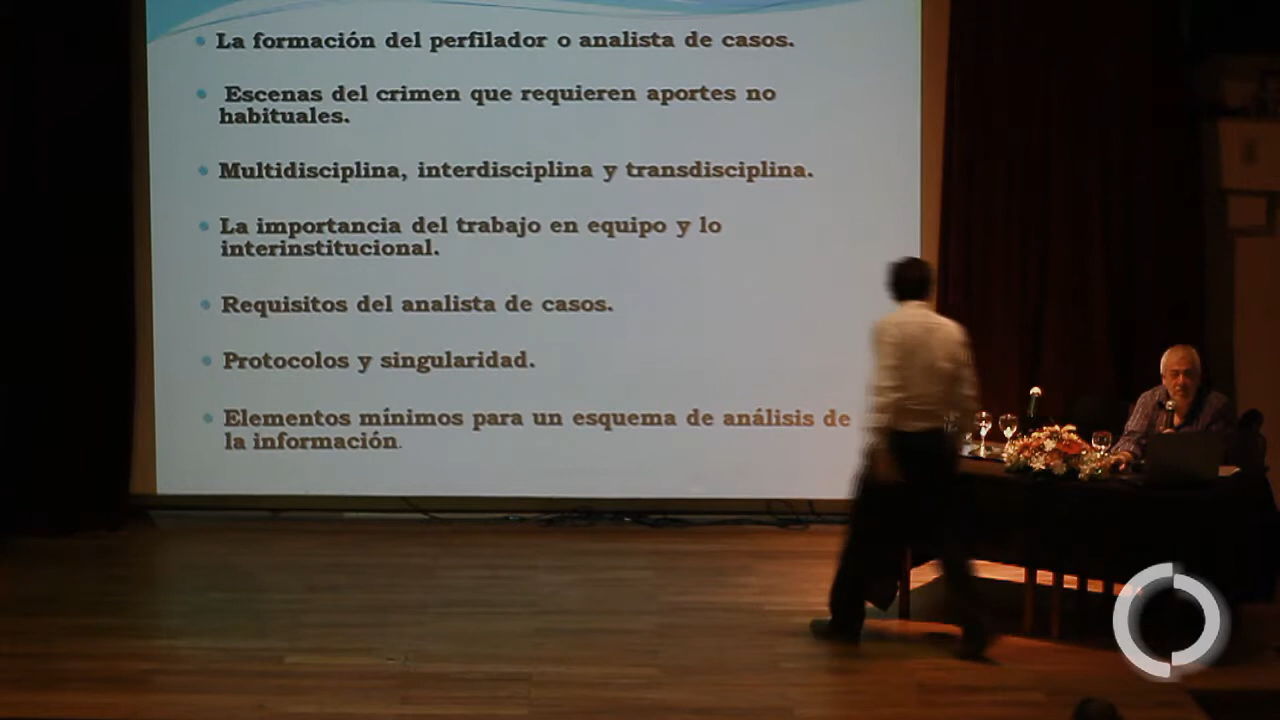 La formación del perfilador o analista de casos.
Escenas del crimen que requieren aportes no
habituales.
Multidisciplina, interdisciplina y transdisciplina.
La importancia del trabajo en equipo y lo
interinstitucional.
Requisitos del analista de casos.
Protocolos y singularidad.
Elementos mínimos para un esquema de análisis de
la información.